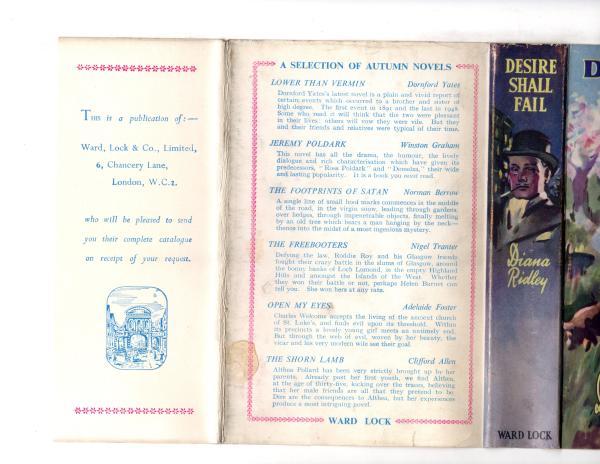 This is a publication of:—
Ward, Lock & Co., Limited,
6, Chancery Lane,
London, W.C.2.
who will be pleased to send
you their complete catalogue
on receipt of your request.
A SELECTION OF AUTUMN NOVELS
LOWER THAN VERMIN Dornford Yates
Dornford Yates's latest novel is a plain and vivid report of
certain events which occurred to a brother and sister of
high degree. The first event in 1891 and the last in 1948.
Some who read it will think that the two were pleasant
in their lives: others will vow they were vile. But they
and their friends and relatives were typical of their time.
JEREMY POLDARK Winston Graham
This novel has all the drama, the humour, the lively
dialogue and rich characterisation which have given its
predecessors, "Ross Poldark" and "Demelza," their wide
and lasting popularity. It is a book you must read.
THE FOOTPRINTS OF SATAN Norman Berrow
A single line of small hoof marks commences in the middle
of the road, in the virgin snow, leading through gardens,
over hedges, through impenetrable objects, finally melting
by an old tree which bears a man hanging by the neck—
thence into the midst of a most ingenious mystery.
THE FREEBOOTERS Nigel Tranter
Defying the law, Roddie Roy and his Glasgow friends
fought their crazy battle in the slums of Glasgow, around
the bonny banks of Loch Lomond, in the empty Highland
Hills and amongst the Islands of the West. Whether
they won their battle or not, perhaps Helen Burnet can
tell you. She won hers at any rate.
OPEN MY EYES Adelaide Foster
Charles Welcome accepts the living of the ancient church
of St. Luke's, and finds evil upon its threshold. Within
its precincts a lovely young girl meets an untimely end.
But through the web of evil, woven by her beauty, the
vicar and his very modern wife see their goal.
THE SHORN LAMB Clifford Allen
Althea Pollard has been very strictly brought up by her
parents. Already past her first youth, we find Althea,
at the age of thirty-five, kicking over the traces, believing
that her male friends are all that they pretend to be.
Dire are the consequences to Althea, but her experiences
produce a most intriguing novel.
WARD LOCK
DESIRE
SHALL
FAIL
Diana
Ridley
WARD LOCK
D